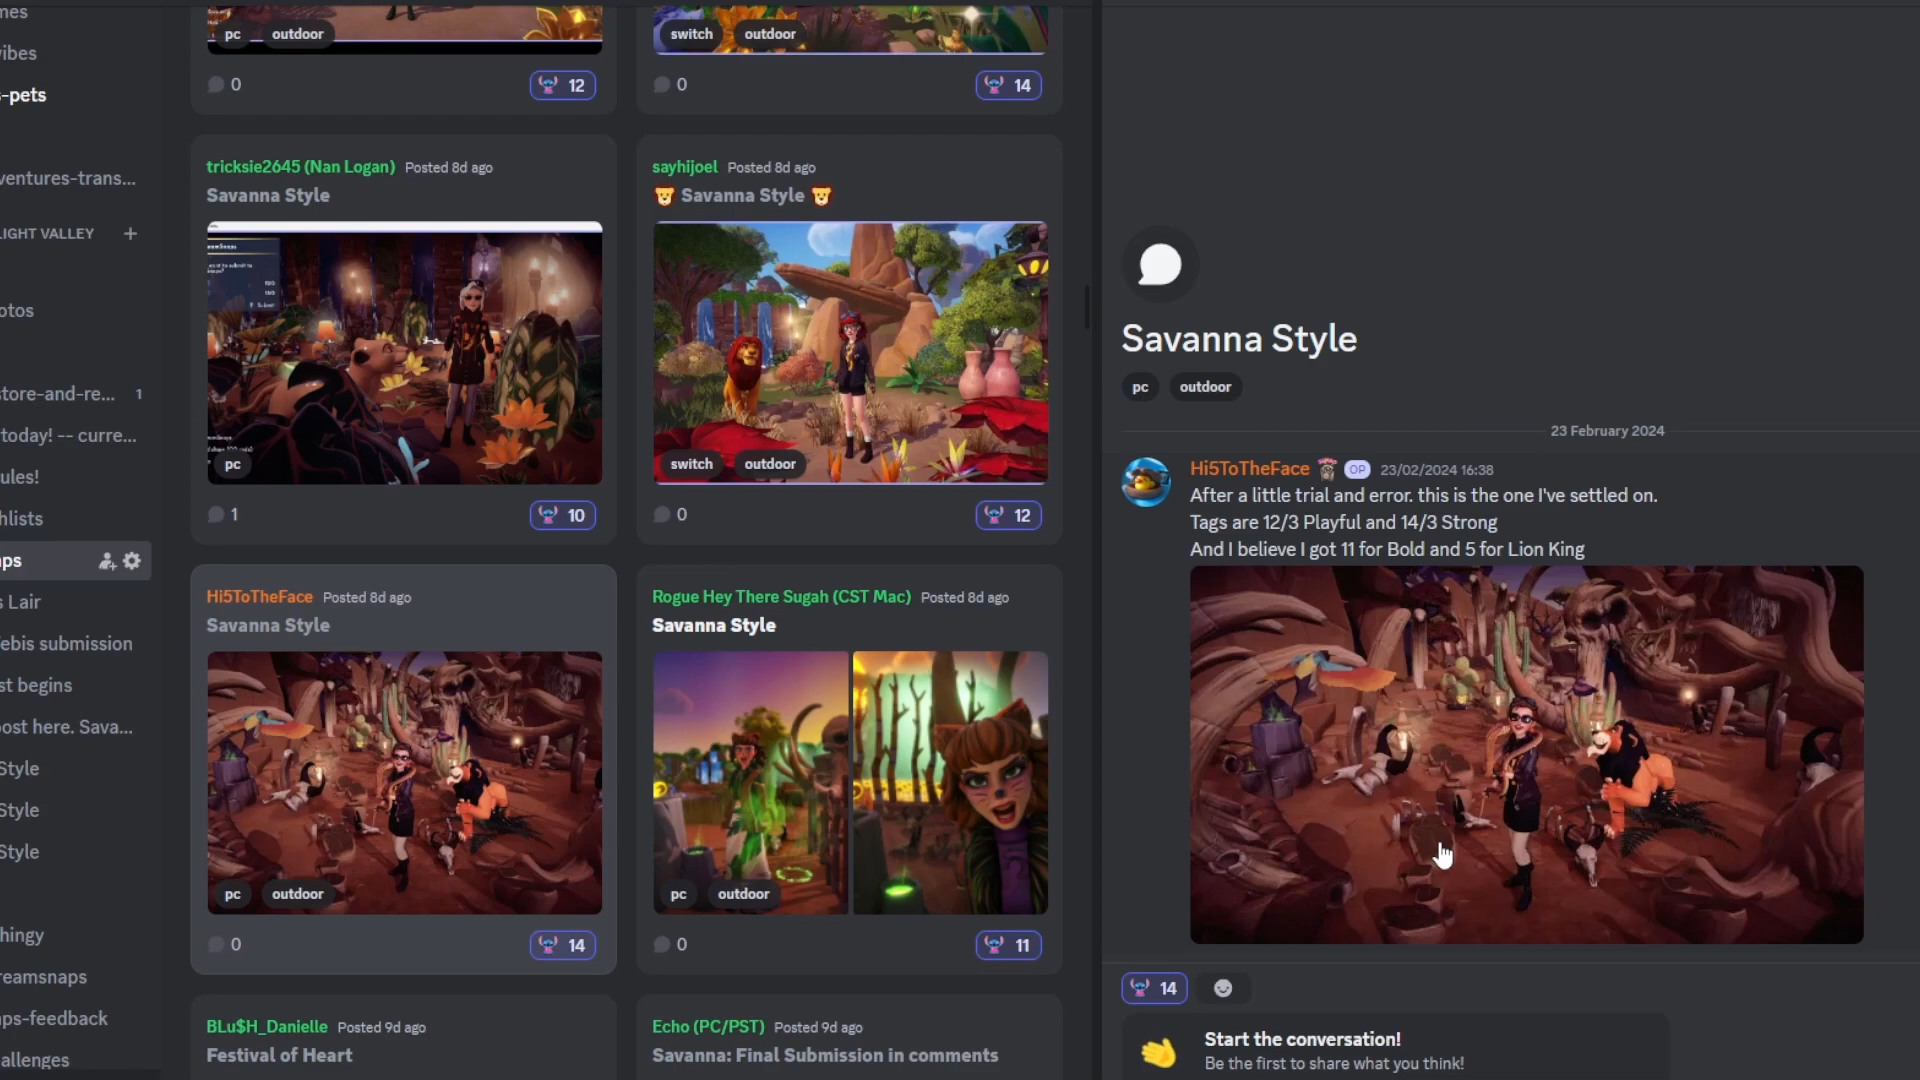 mes
vibes
s-pets
ventures-trans...
LIGHT VALLEY
otos
store-and-re... 1
today! -- curre...
rules!
hlists
aps
s Lair
ebis submission
st begins
post here. Sava...
Style
Style
Style
hingy
reamsnaps
ps-feedback
allenges
pc outdoor
0 12
switch outdoor
0 14
tricksie2645 (Nan Logan) Posted 8d ago
Savanna Style
pc
1 10
sayhijoel Posted 8d ago
🦁 Savanna Style 🦁
switch outdoor
0 12
Hi5ToTheFace Posted 8d ago
Savanna Style
pc outdoor
0 14
Rogue Hey There Sugah (CST Mac) Posted 8d ago
Savanna Style
pc outdoor
0 11
BLu$H_Danielle Posted 9d ago
Festival of Heart
Echo (PC/PST) Posted 9d ago
Savanna: Final Submission in comments
Savanna Style
pc outdoor
23 February 2024
Hi5ToTheFace OP 23/02/2024 16:38
After a little trial and error. this is the one I've settled on.
Tags are 12/3 Playful and 14/3 Strong
And I believe I got 11 for Bold and 5 for Lion King
14
Start the conversation!
Be the first to share what you think!